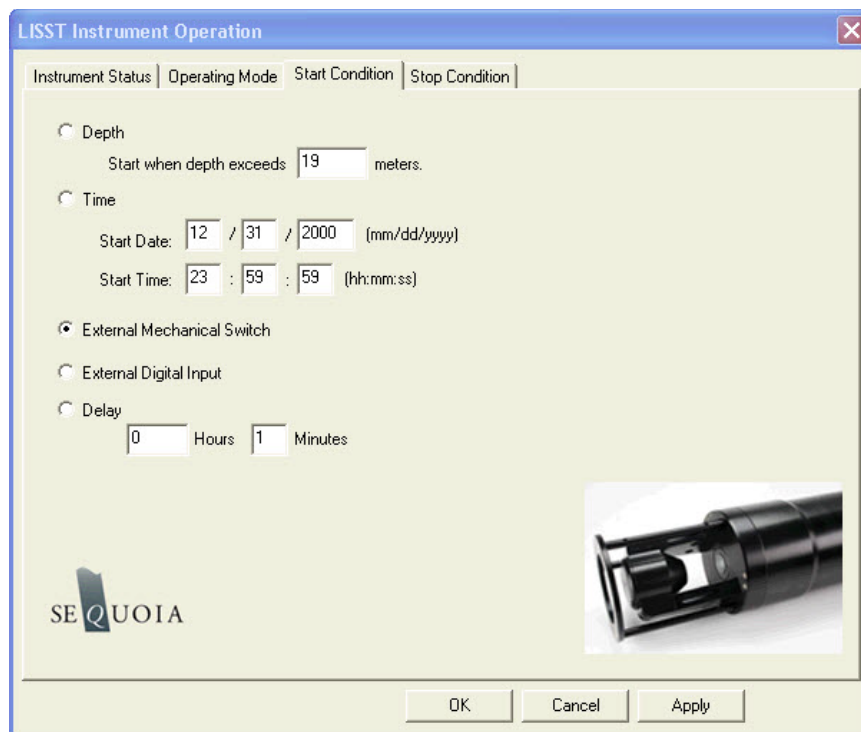 LISST Instrument Operation
Instrument Status Operating Mode Start Condition Stop Condition
Depth
Start when depth exceeds 19 meters.
Time
Start Date: 12 / 31 / 2000 (mm/dd/yyyy)
Start Time: 23 : 59 : 59 (hh:mm:ss)
External Mechanical Switch
External Digital Input
Delay
0 Hours 1 Minutes
SEQUOIA
OK Cancel Apply